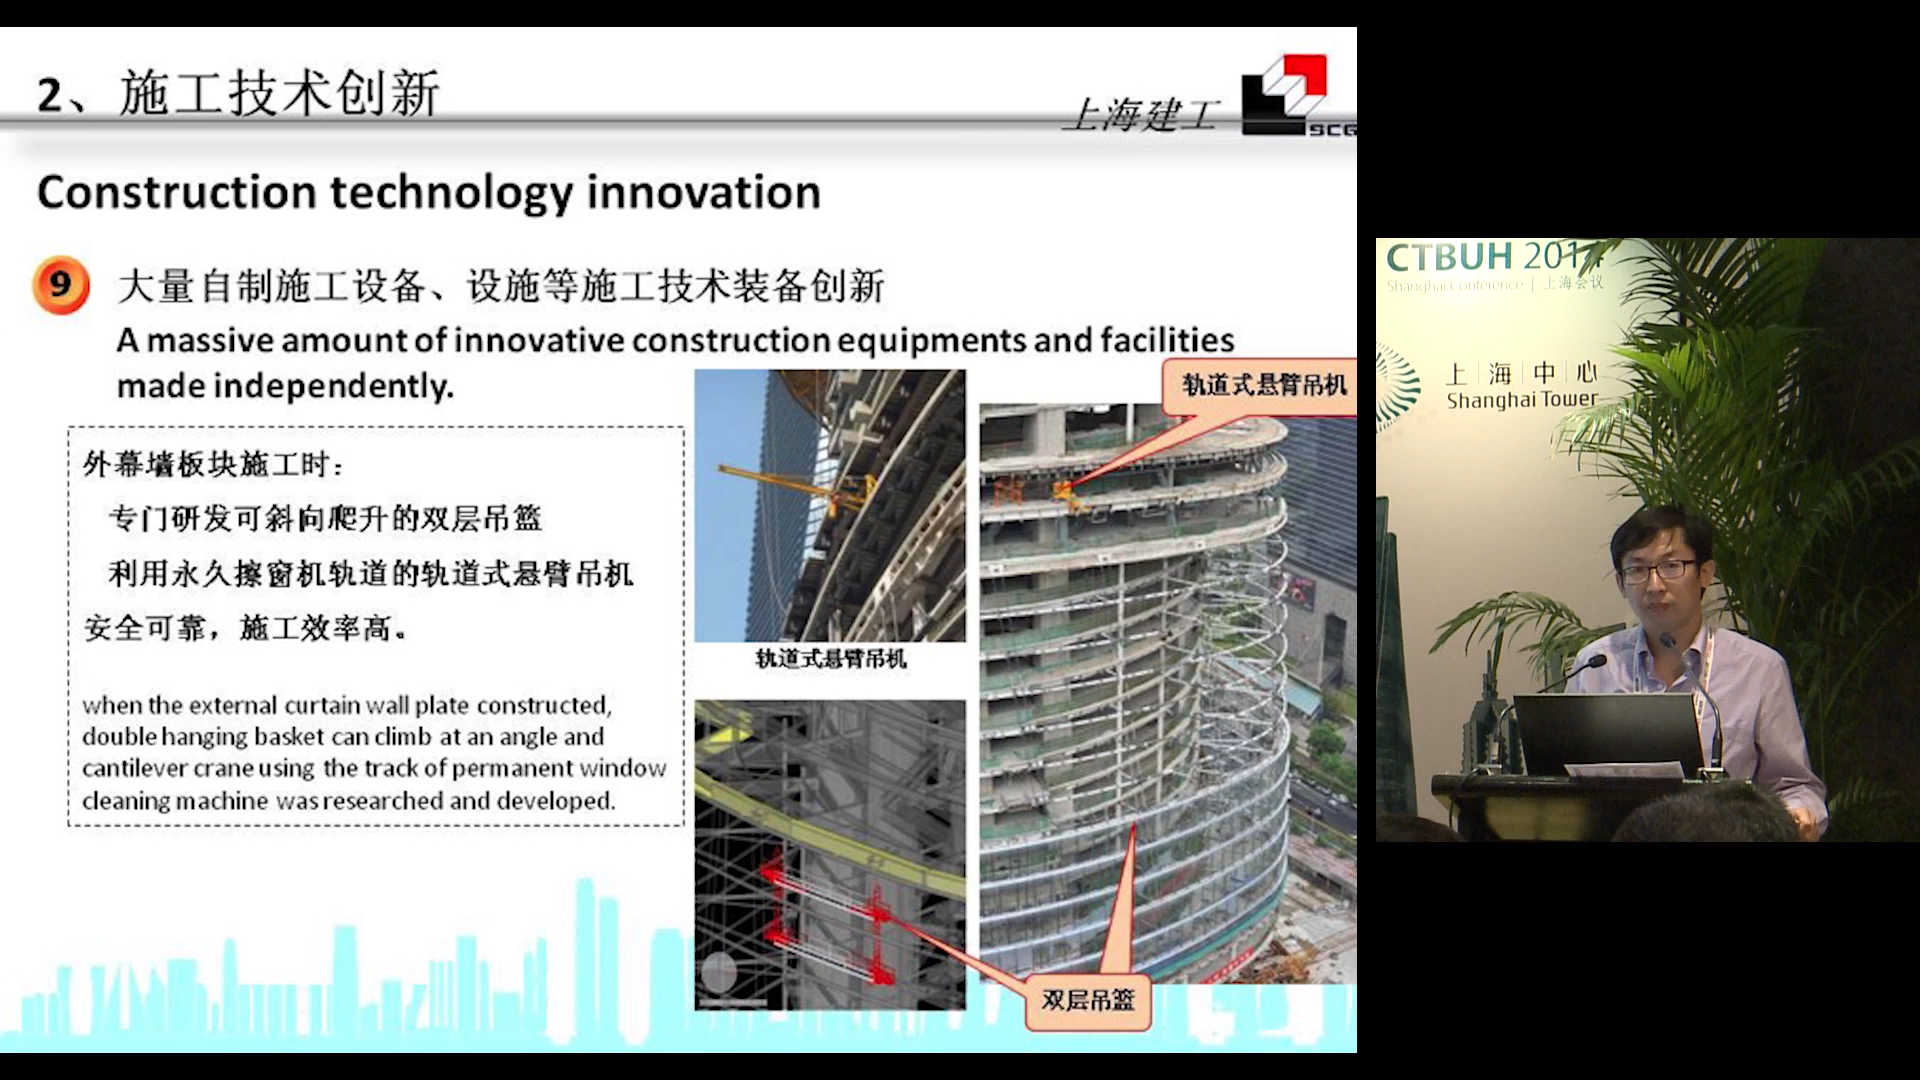 2、施工技术创新
上海建工
SCG
Construction technology innovation
9
大量自制施工设备、设施等施工技术装备创新
A massive amount of innovative construction equipments and facilities
made independently.
外幕墙板块施工时：
专门研发可斜向爬升的双层吊篮
利用永久擦窗机轨道的轨道式悬臂吊机
安全可靠，施工效率高。
when the external curtain wall plate constructed,
double hanging basket can climb at an angle and
cantilever crane using the track of permanent window
cleaning machine was researched and developed.
轨道式悬臂吊机
轨道式悬臂吊机
双层吊篮
CTBUH 2014
Shanghai Conference | 上海会议
上海中心
Shanghai Tower